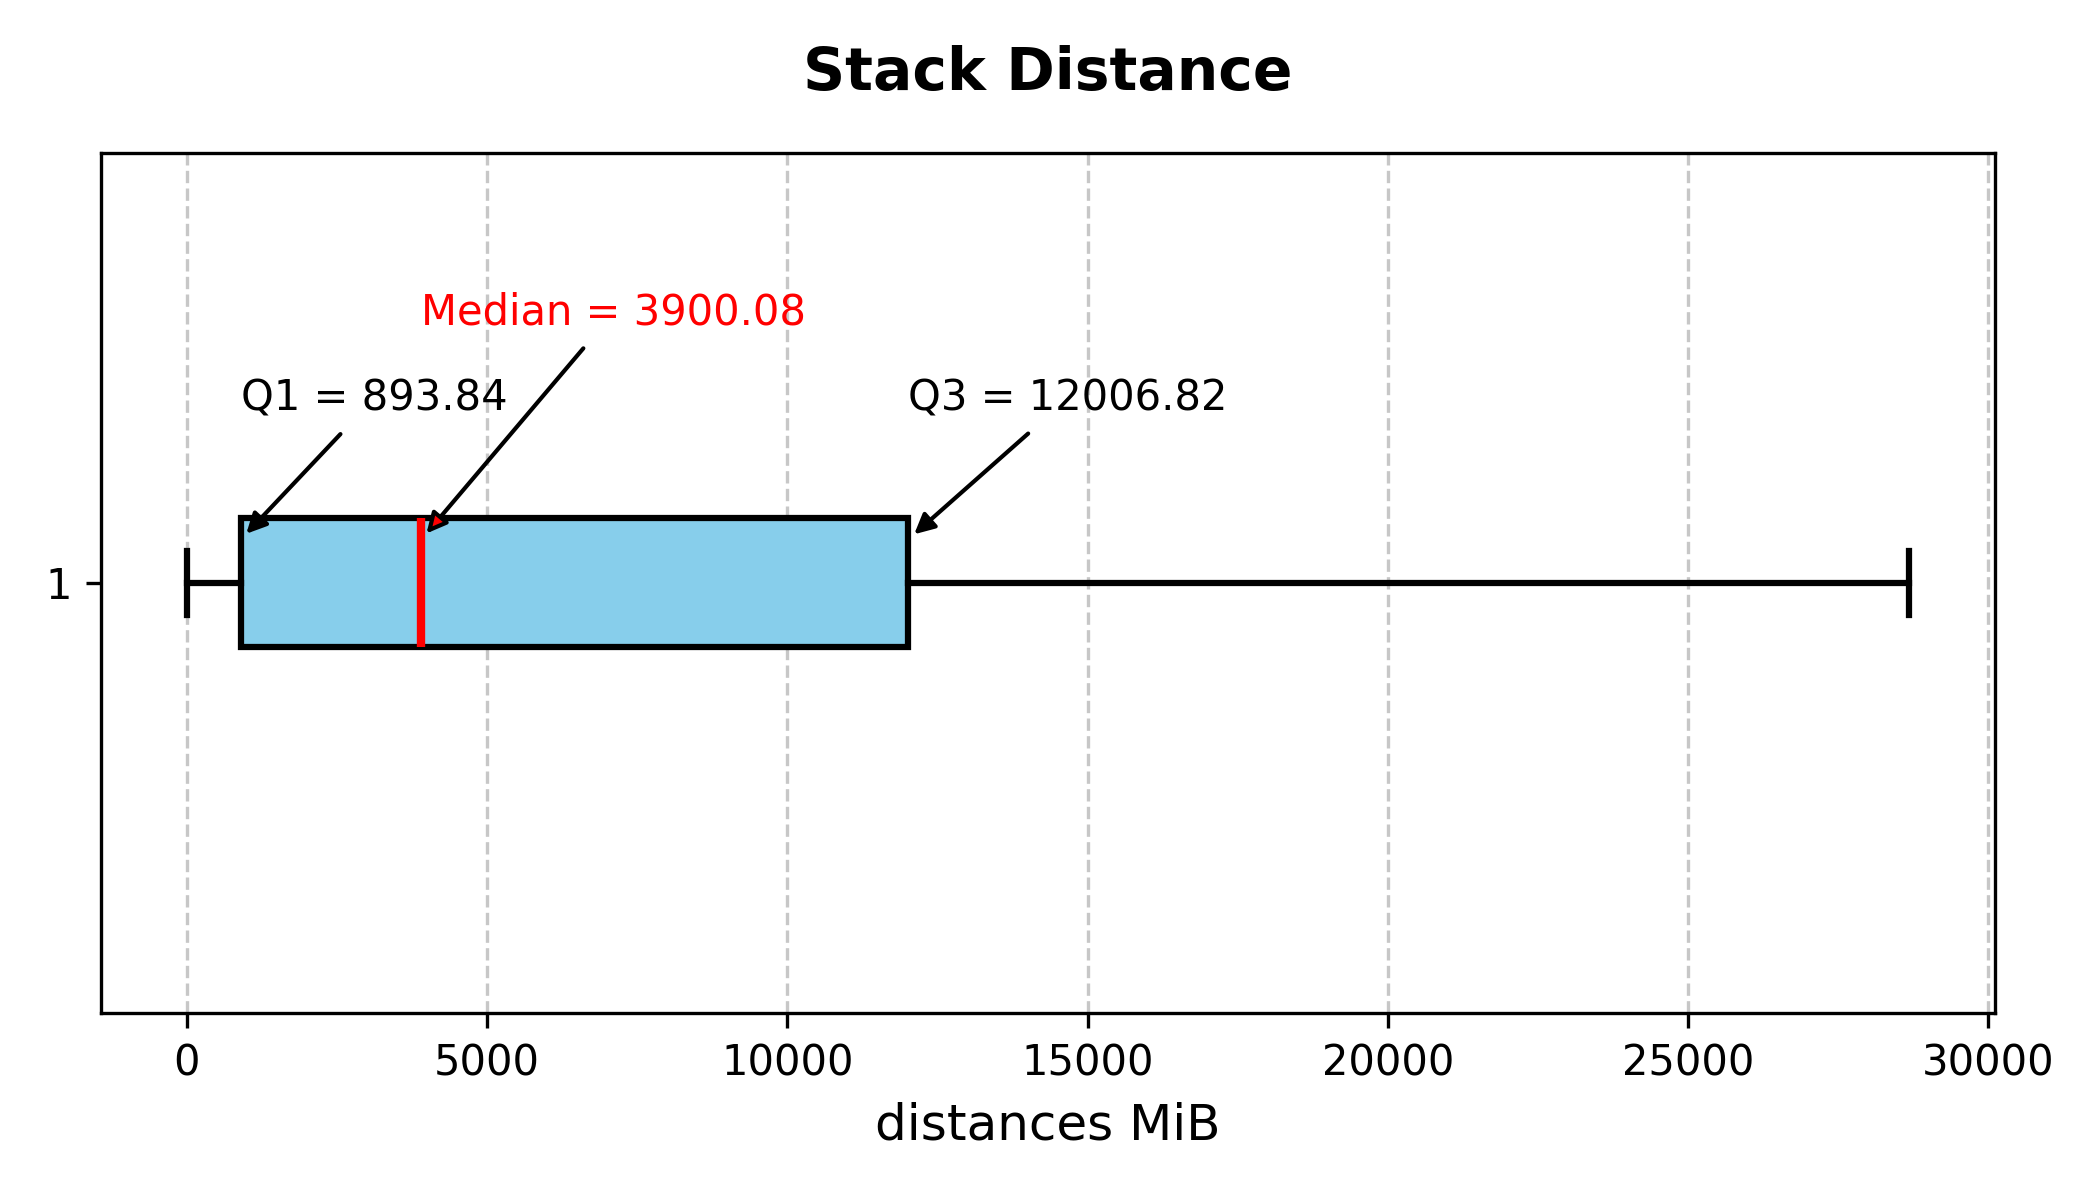 Stack Distance
Median = 3900.08
Q1 = 893.84
Q3 = 12006.82
1
0 5000 10000 15000 20000 25000 30000
distances MiB